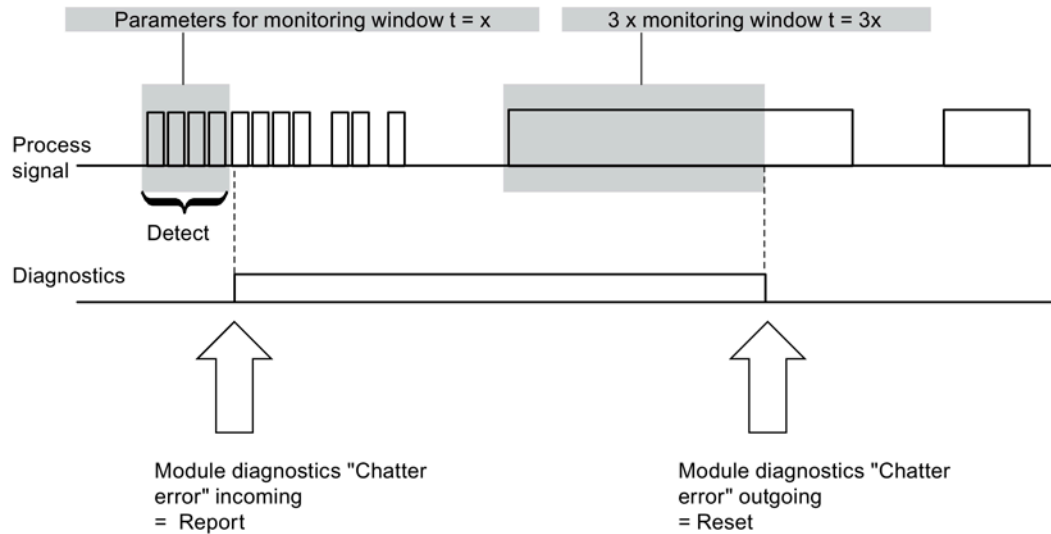 Parameters for monitoring window t = x
3 x monitoring window t = 3x
Process
signal
Detect
Diagnostics
Module diagnostics "Chatter
error" incoming
= Report
Module diagnostics "Chatter
error" outgoing
= Reset